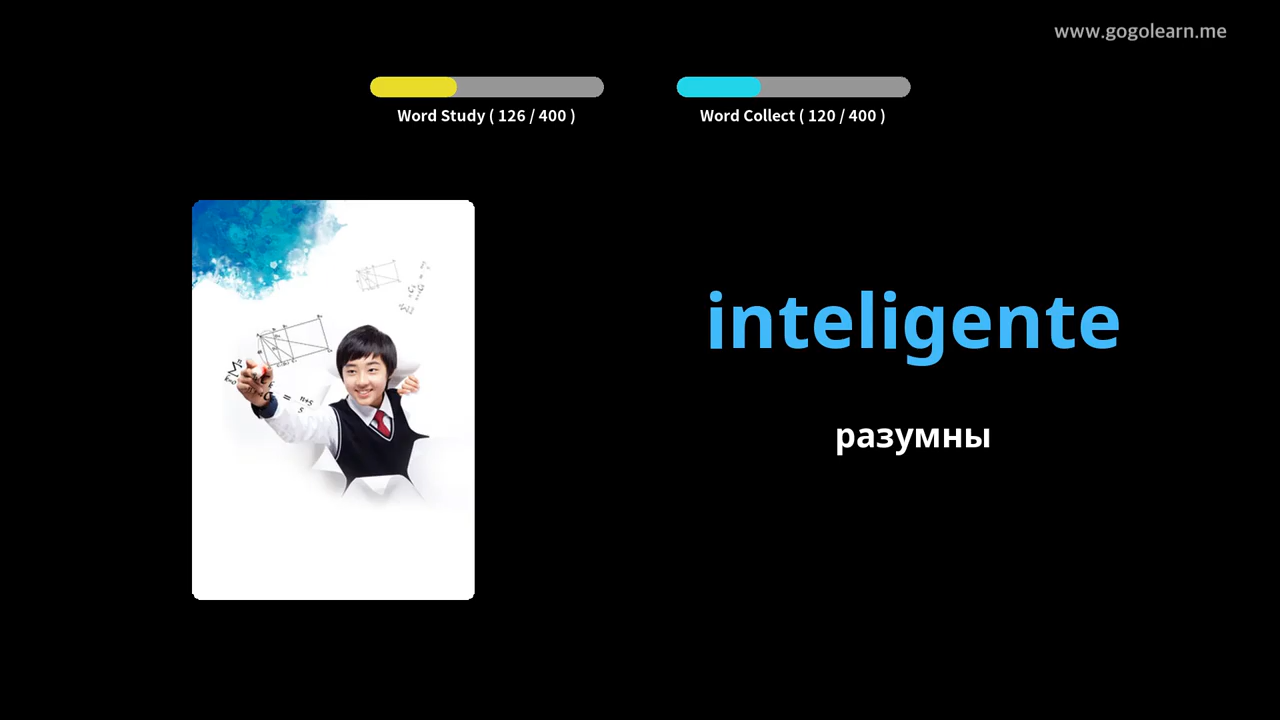 www.gogolearn.me
Word Study ( 126 / 400 )
Word Collect ( 120 / 400 )
inteligente
разумны